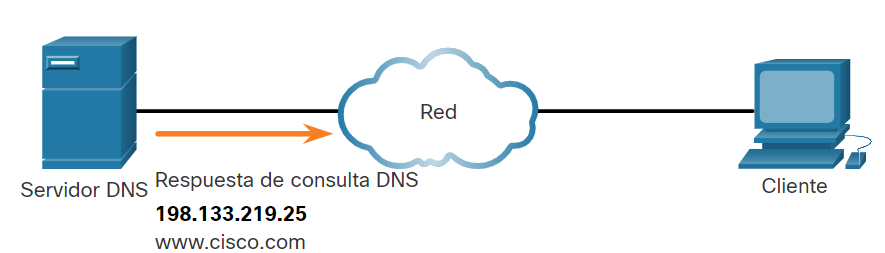 Red
Servidor DNS
Respuesta de consulta DNS
198.133.219.25
www.cisco.com
Cliente